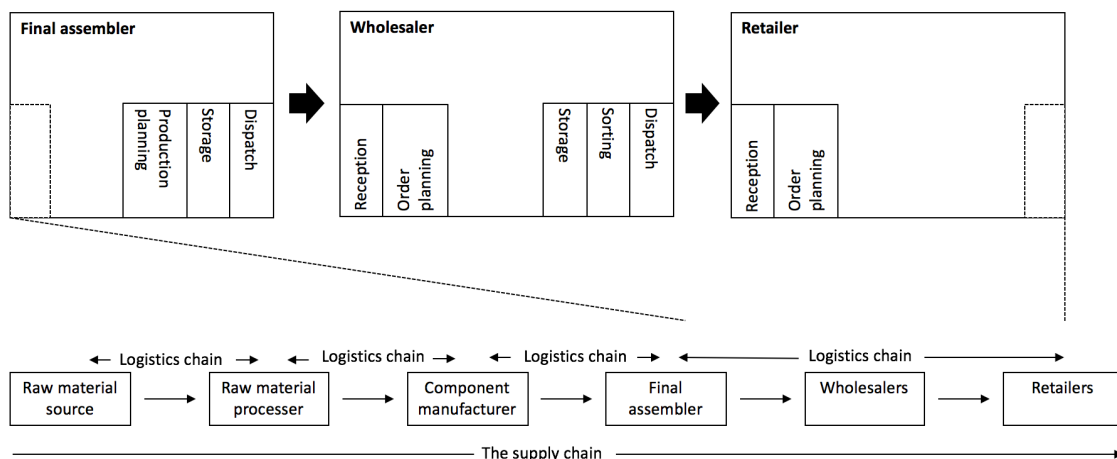 Final assembler
Production
planning
Storage
Dispatch
Wholesaler
Reception
Order
planning
Storage
Sorting
Dispatch
Retailer
Reception
Order
planning
Logistics chain
Logistics chain
Logistics chain
Logistics chain
Raw material
source
Raw material
processer
Component
manufacturer
Final
assembler
Wholesalers
Retailers
The supply chain